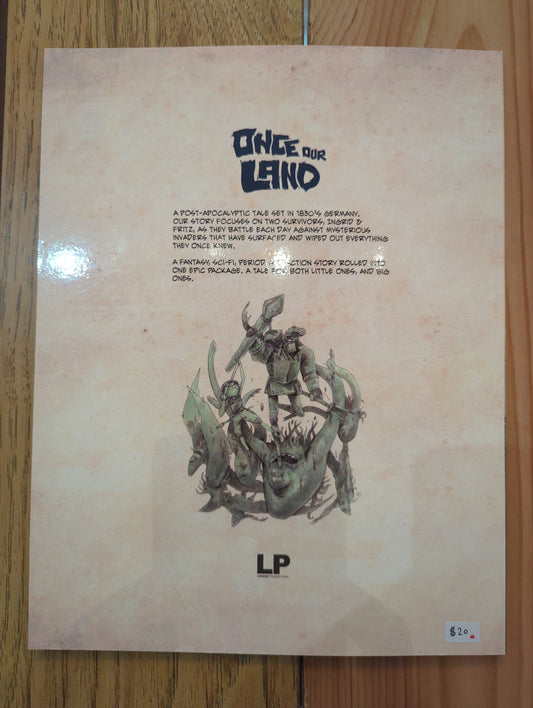 ONCE OUR
LAND
A POST-APOCALYPTIC TALE SET IN 1830'S GERMANY.
OUR STORY FOCUSES ON TWO SURVIVORS; INGRID &
FRITZ, AS THEY BATTLE EACH DAY AGAINST MYSTERIOUS
INVADERS THAT HAVE SURFACED AND WIPED OUT EVERYTHING
THEY ONCE KNEW.
A FANTASY, SCI-FI, PERIOD, ACTION STORY ROLLED INTO
ONE EPIC PACKAGE. A TALE FOR BOTH LITTLE ONES, AND BIG
ONES.
LP
$20.